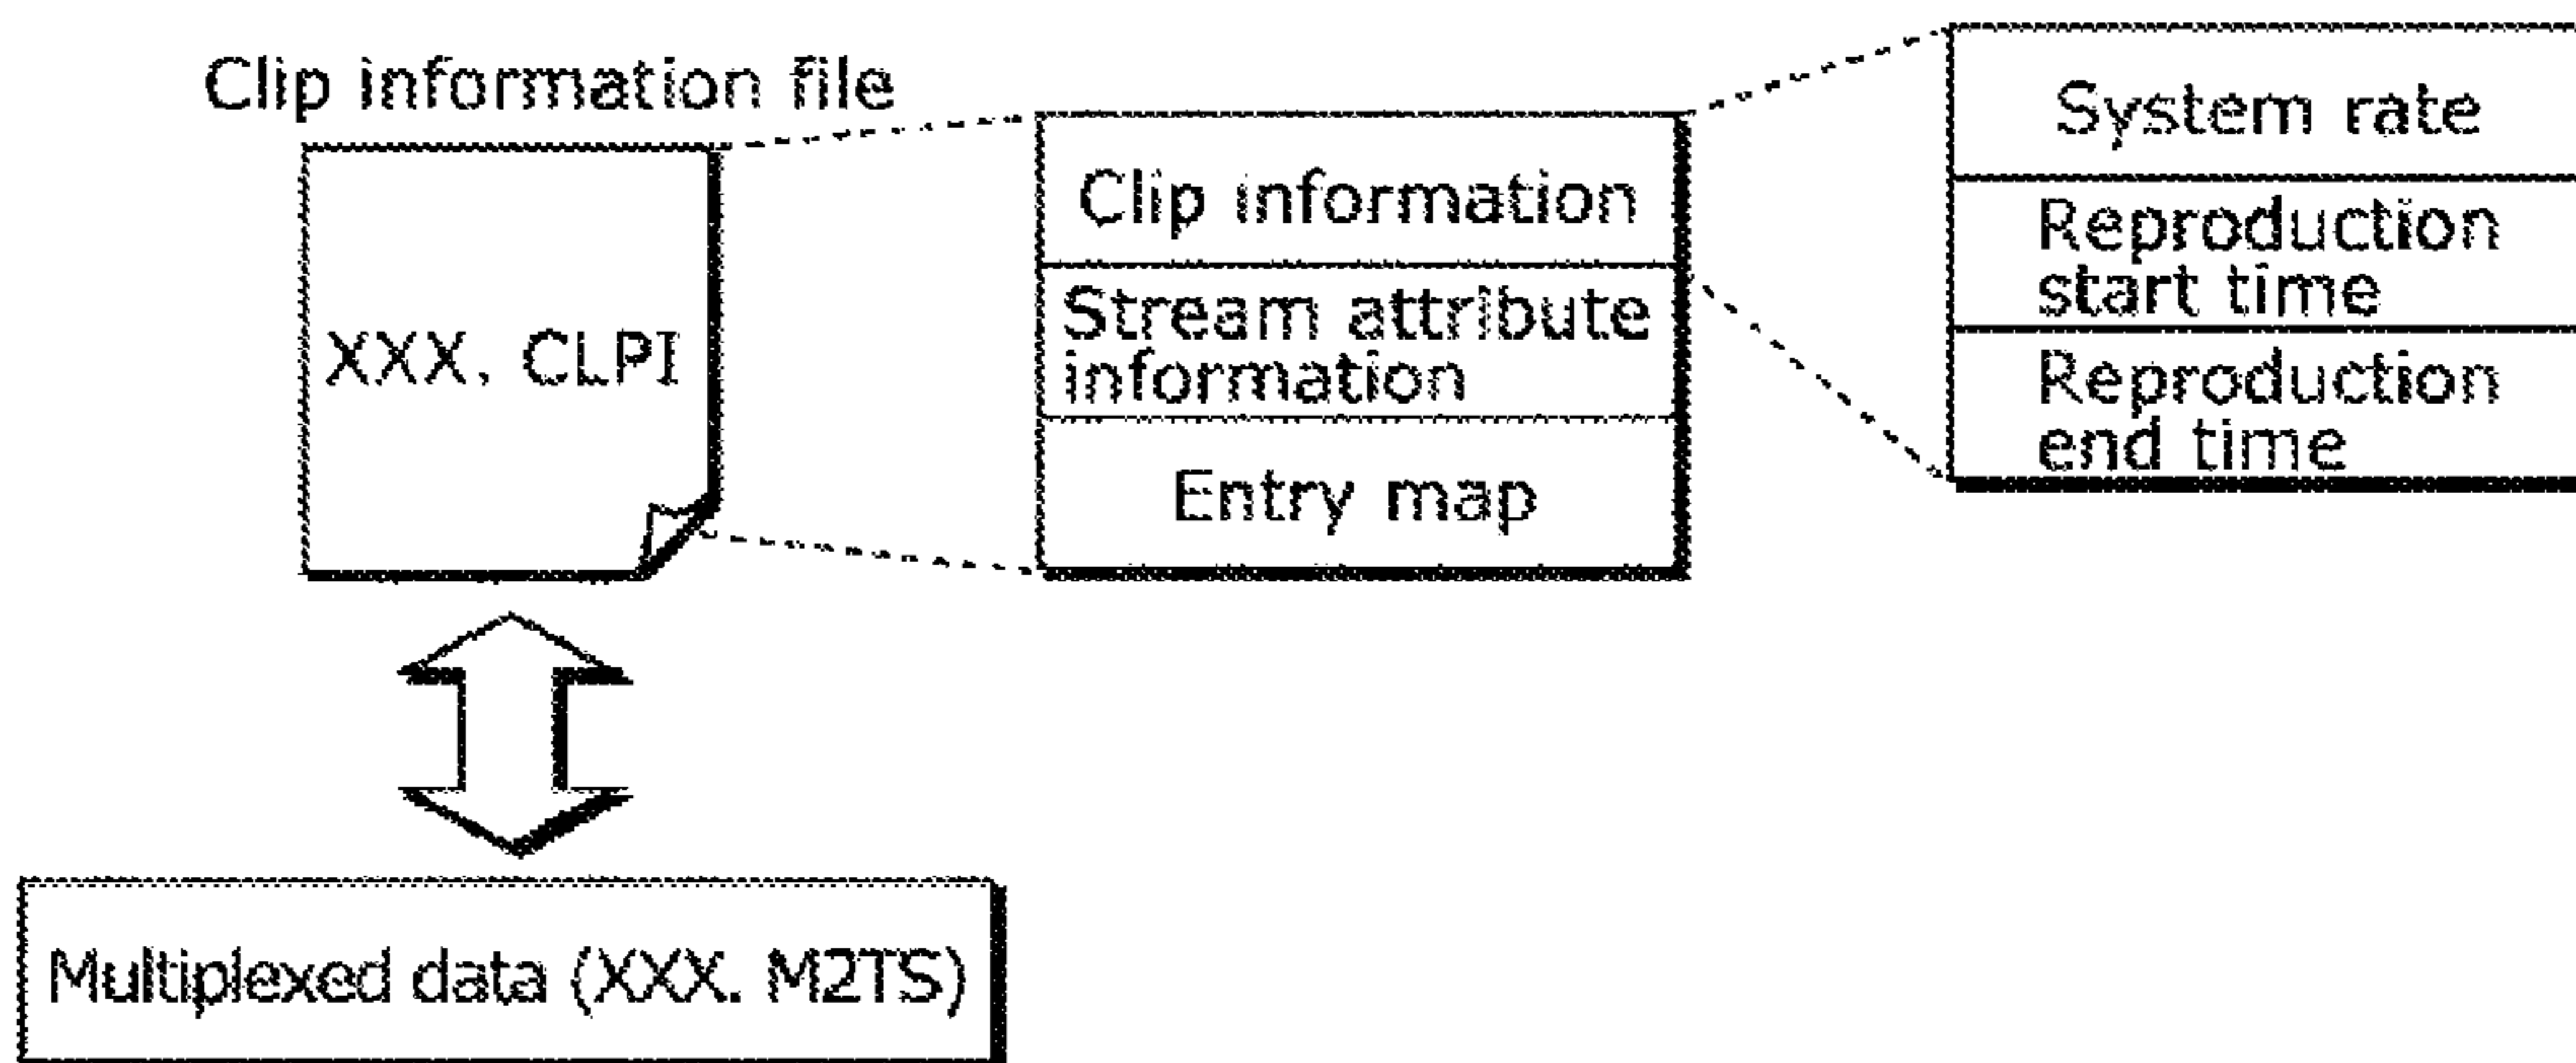 Clip information file
XXX. CLPI
Clip information
Stream attribute
information
Entry map
System rate
Reproduction
start time
Reproduction
end time
Multiplexed data (XXX. M2TS)